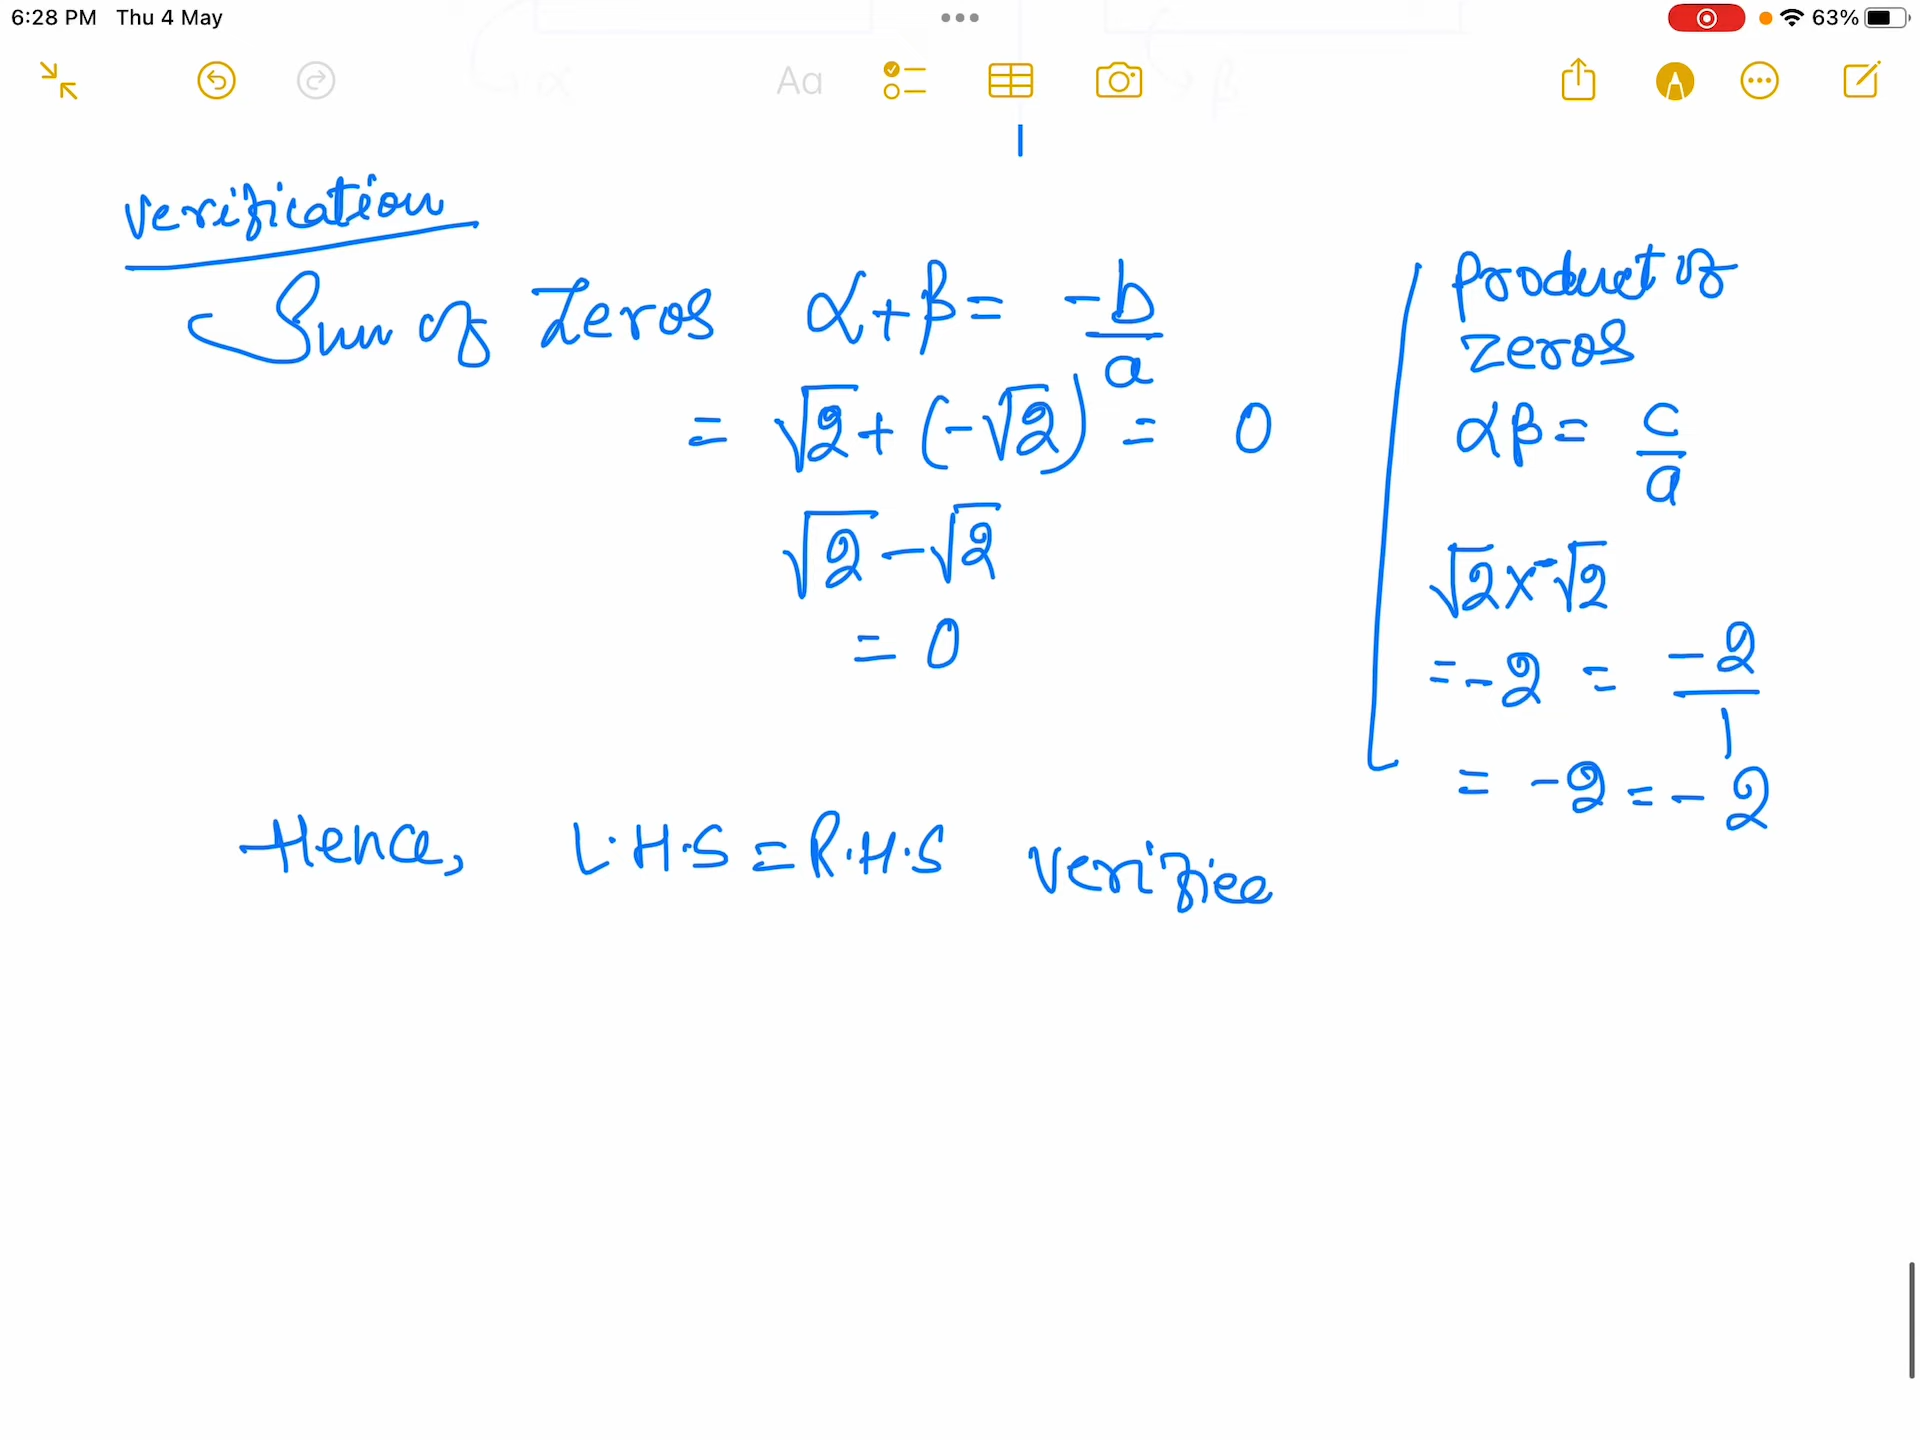 6:28 PM Thu 4 May
63%
Aa
verification
Sum of Zeros α+β = -b/a
= √2 + (-√2) = 0
√2 - √2
= 0
Product of
zeros
αβ = c/a
√2 x -√2
= -2 = -2/1
= -2 = -2
Hence, L.H.S = R.H.S verified